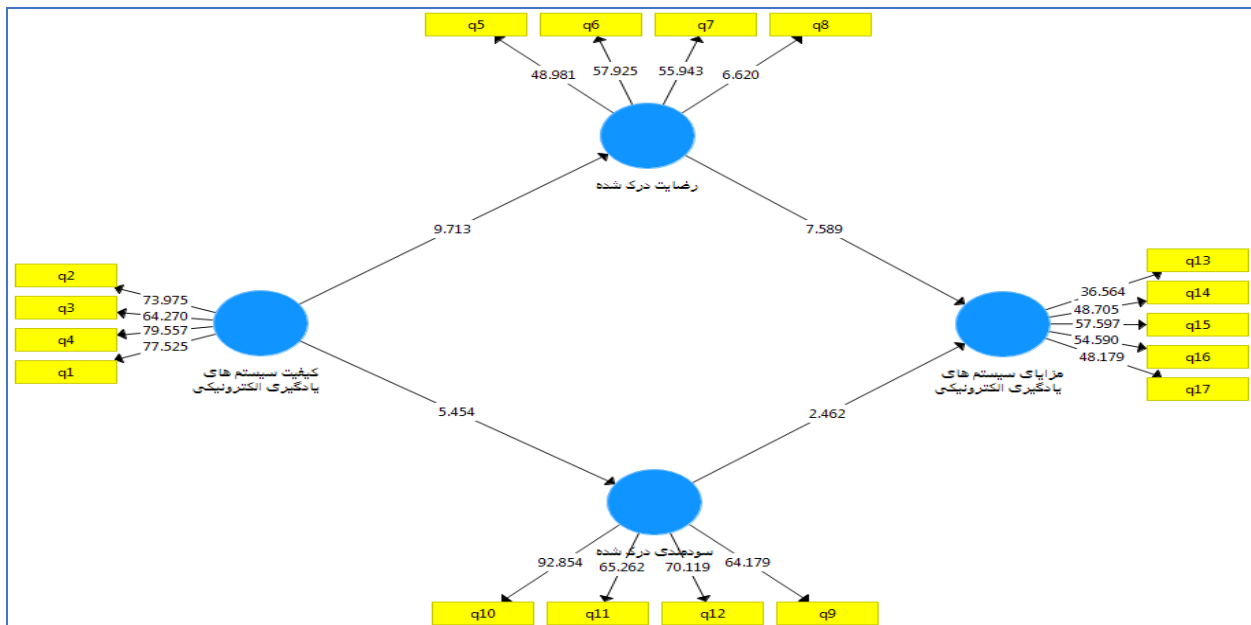 q5
q6
q7
q8
48.981
57.925
55.943
6.620
رضایت درک شده
9.713
7.589
q2
q3
q4
q1
73.975
64.270
79.557
77.525
کیفیت سیستم های
یادگیری الکترونیکی
36.564
48.705
57.597
54.590
48.179
q13
q14
q15
q16
q17
مزایای سیستم های
یادگیری الکترونیکی
5.454
2.462
سودمندی درک شده
92.854
65.262
70.119
64.179
q10
q11
q12
q9